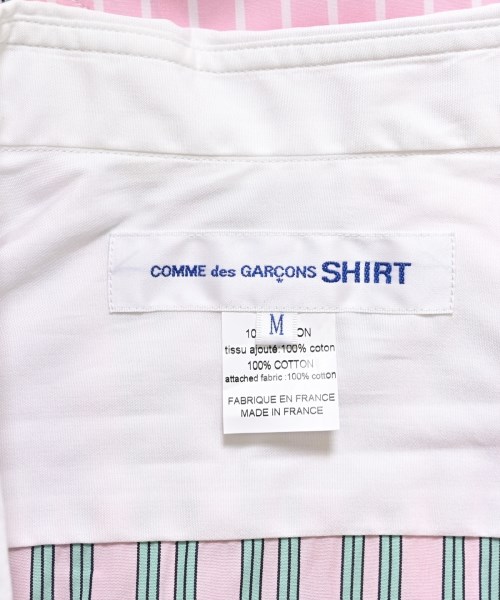 COMME des GARÇONS SHIRT
M
tissu ajouté:100% coton
100% COTTON
attached fabric :100% cotton
FABRIQUE EN FRANCE
MADE IN FRANCE